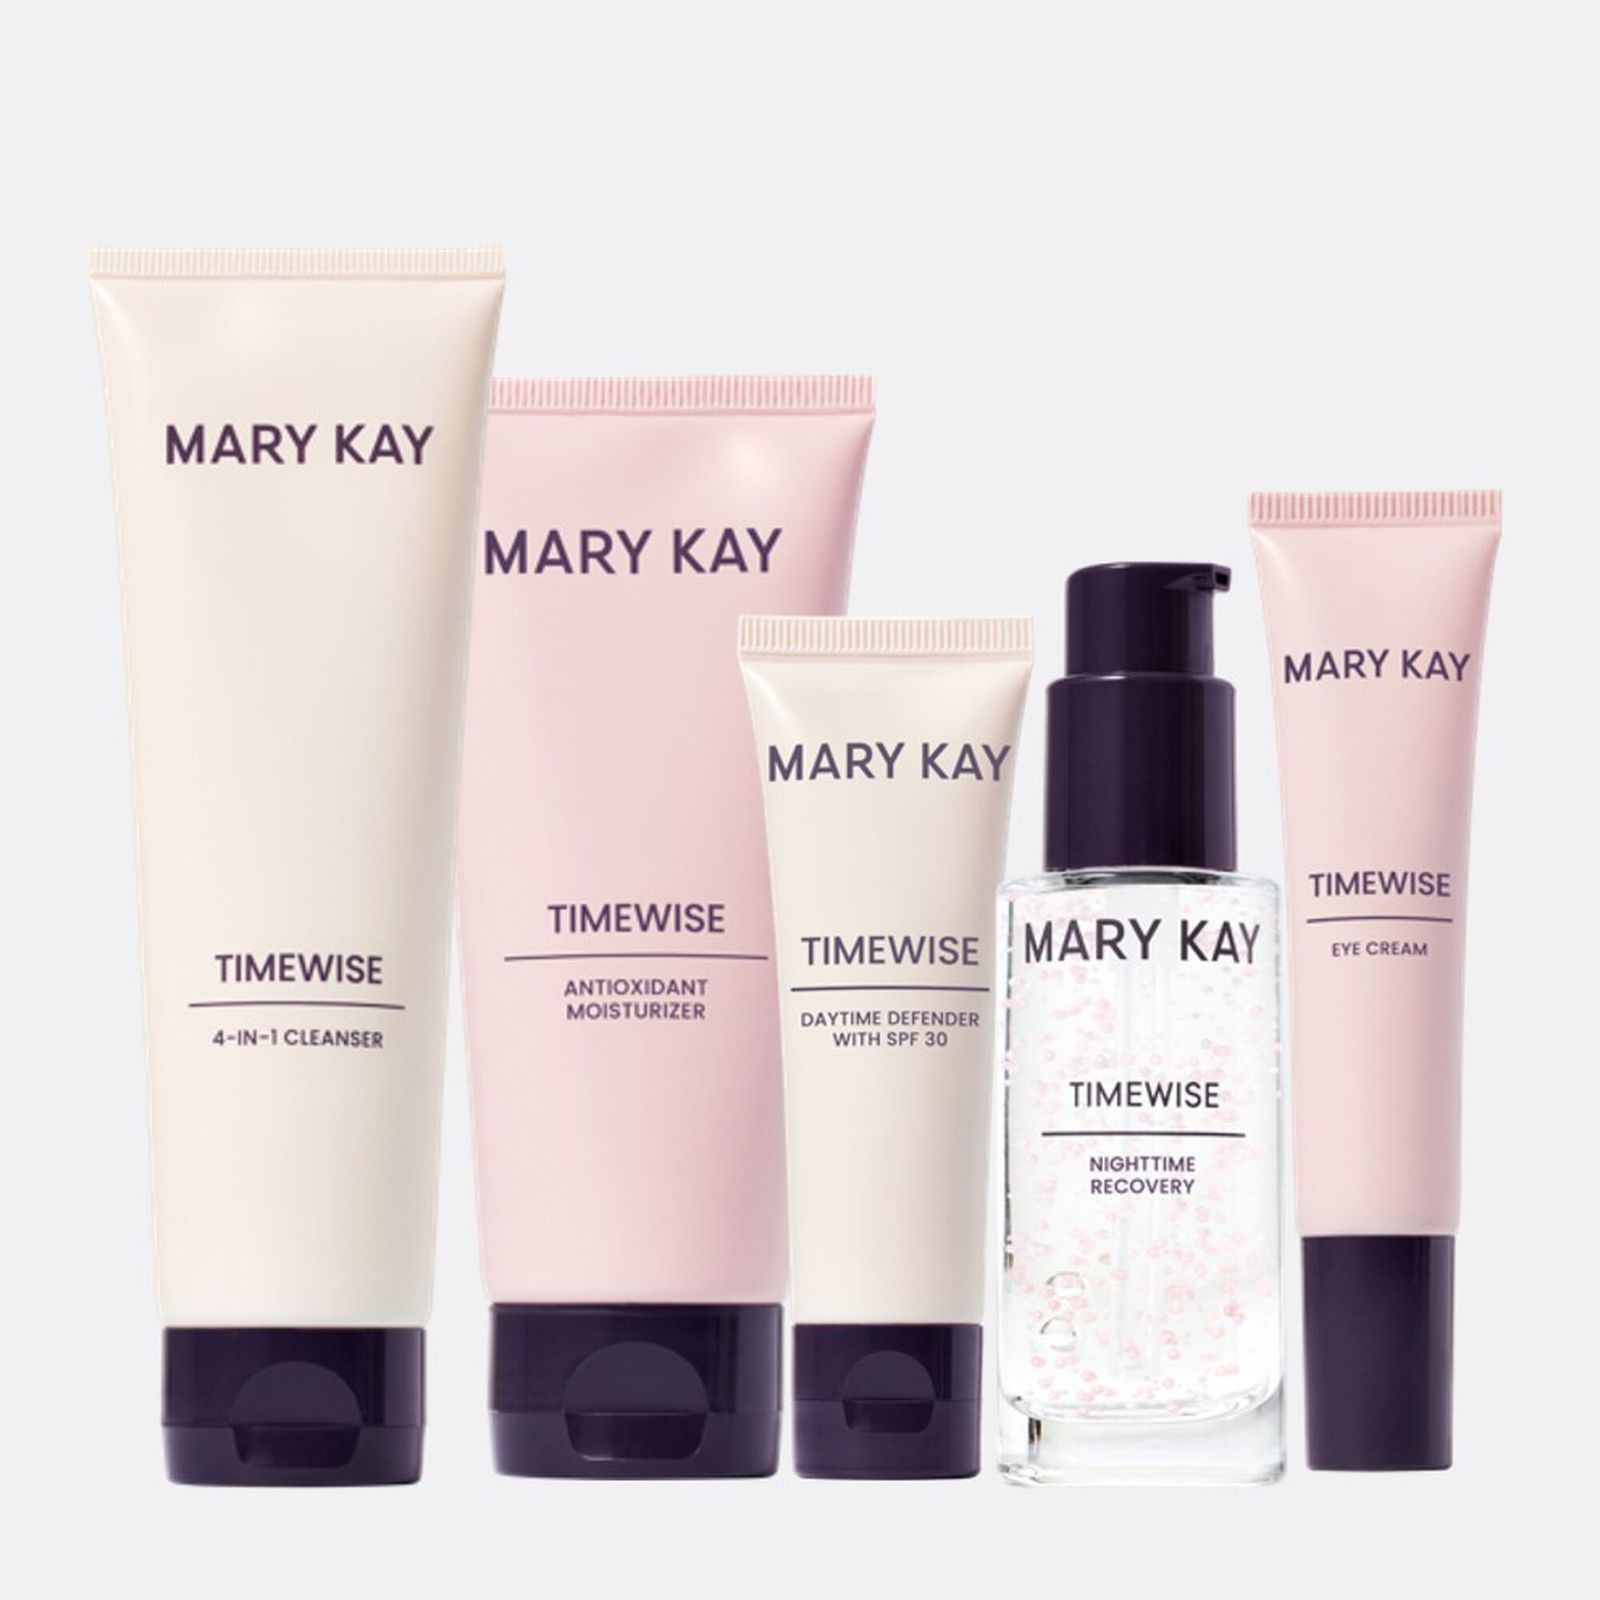 MARY KAY
TIMEWISE
4-IN-1 CLEANSER
MARY KAY
TIMEWISE
ANTIOXIDANT
MOISTURIZER
MARY KAY
TIMEWISE
DAYTIME DEFENDER
WITH SPF 30
MARY KAY
TIMEWISE
NIGHTTIME
RECOVERY
MARY KAY
TIMEWISE
EYE CREAM